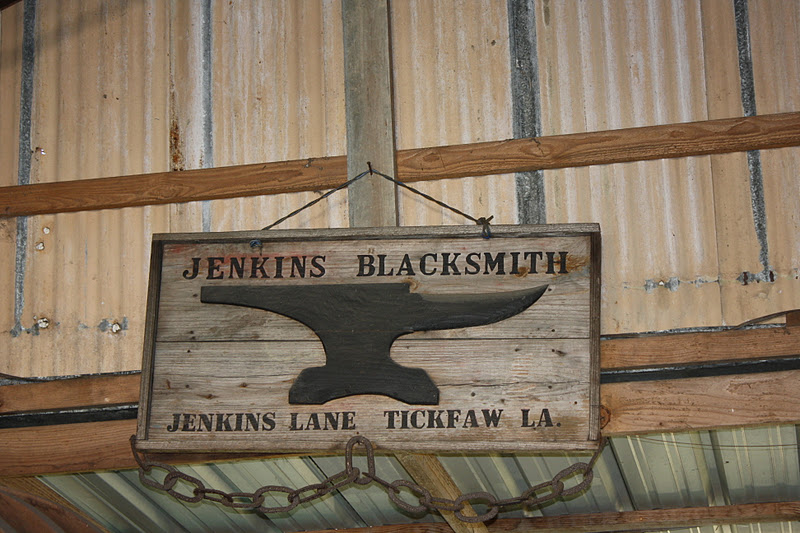 JENKINS BLACKSMITH
JENKINS LANE TICKFAW LA.